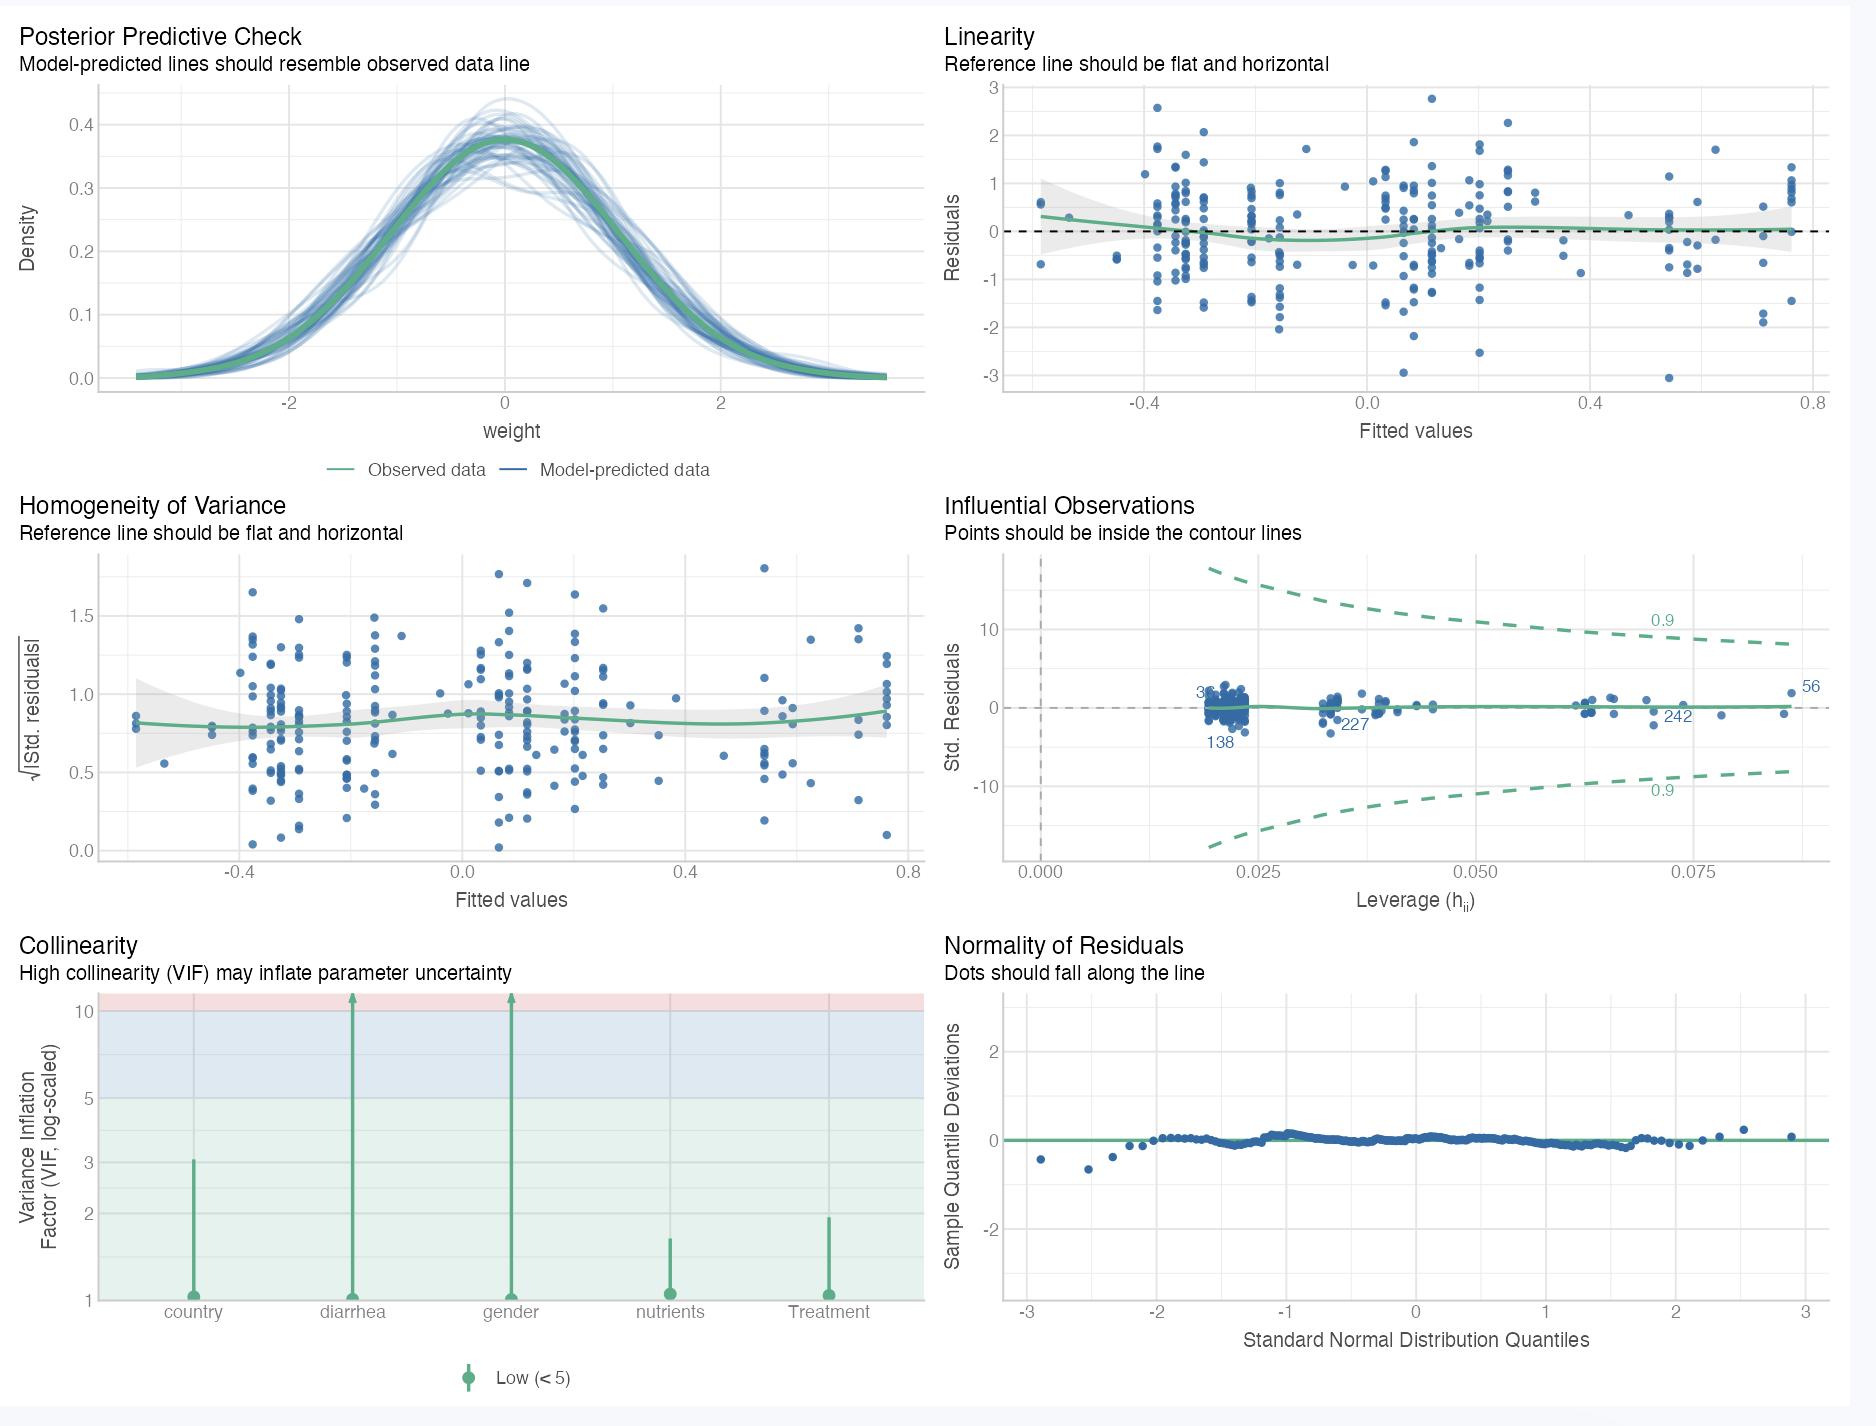 Posterior Predictive Check
Model-predicted lines should resemble observed data line
Density
0.4
0.3
0.2
0.1
0.0
-2
0
2
weight
Observed data
Model-predicted data
Linearity
Reference line should be flat and horizontal
Residuals
3
2
1
0
-1
-2
-3
-0.4
0.0
0.4
0.8
Fitted values
Homogeneity of Variance
Reference line should be flat and horizontal
√|Std. residuals|
1.5
1.0
0.5
0.0
-0.4
0.0
0.4
0.8
Fitted values
Influential Observations
Points should be inside the contour lines
Std. Residuals
10
0
-10
0.9
56
227
242
138
0.9
0.000
0.025
0.050
0.075
Leverage (hii)
Collinearity
High collinearity (VIF) may inflate parameter uncertainty
Variance Inflation
Factor (VIF, log-scaled)
10
5
3
2
1
country
diarrhea
gender
nutrients
Treatment
Low (< 5)
Normality of Residuals
Dots should fall along the line
Sample Quantile Deviations
2
0
-2
-3
-2
-1
0
1
2
3
Standard Normal Distribution Quantiles